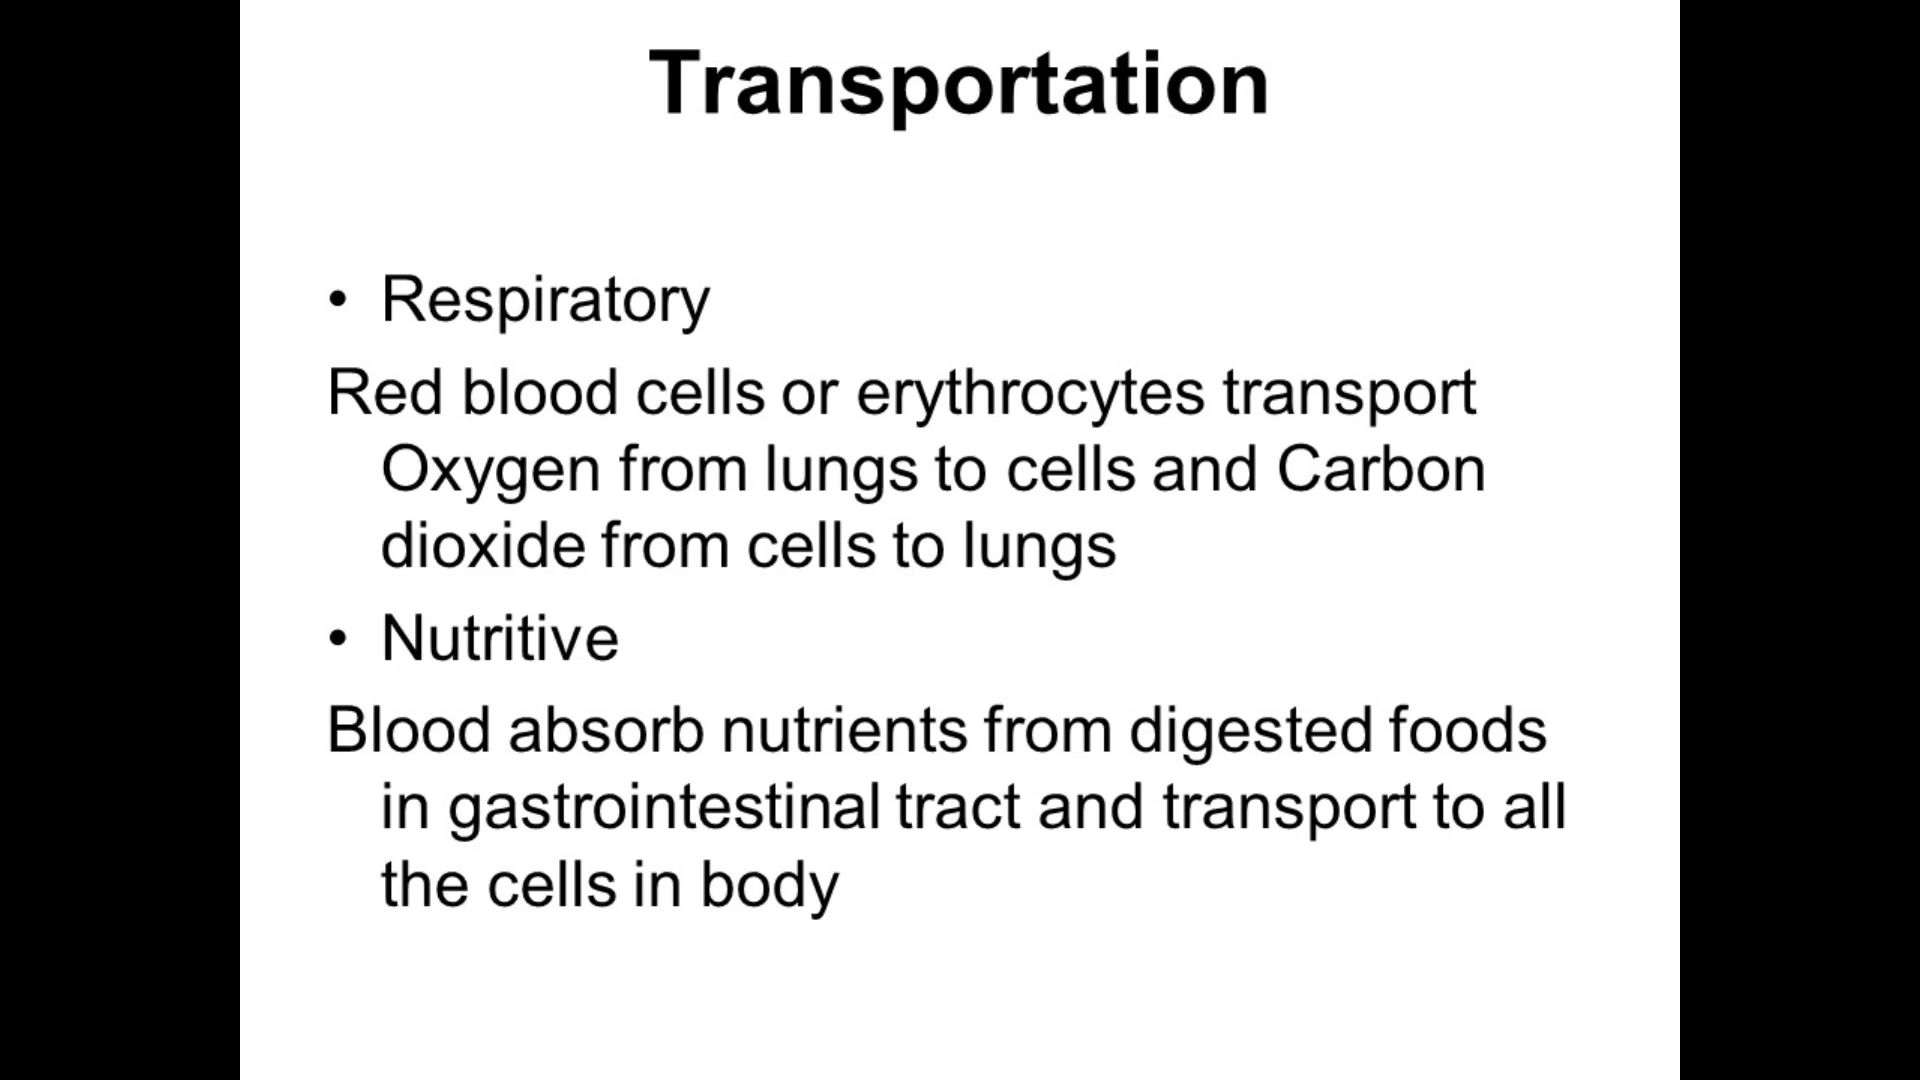 Transportation
• Respiratory
Red blood cells or erythrocytes transport
Oxygen from lungs to cells and Carbon
dioxide from cells to lungs
• Nutritive
Blood absorb nutrients from digested foods
in gastrointestinal tract and transport to all
the cells in body